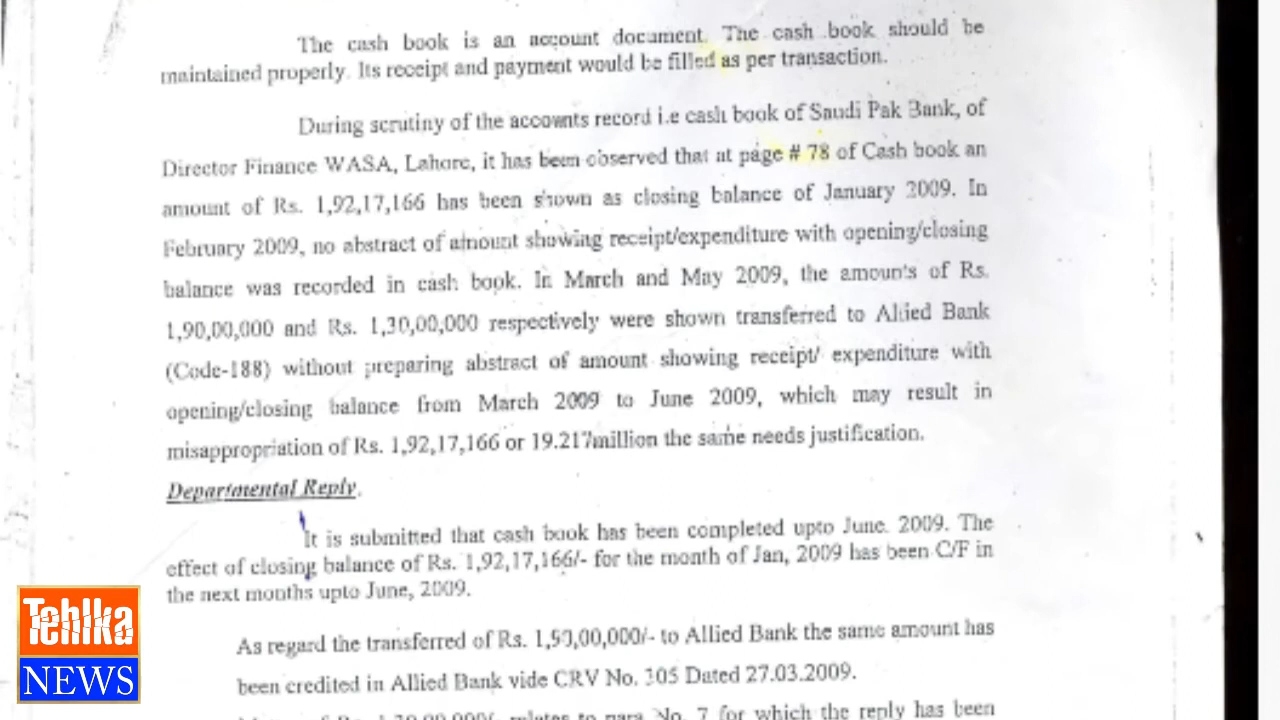 The cash book is an account document. The cash book should be
maintained properly. Its receipt and payment would be filled as per transaction.
During scrutiny of the accounts record i.e cash book of Saudi Pak Bank, of
Director Finance WASA, Lahore, it has been observed that at page # 78 of Cash book an
amount of Rs. 1,92,17,166 has been shown as closing balance of January 2009. In
February 2009, no abstract of amount showing receipt/expenditure with opening/closing
balance was recorded in cash book. In March and May 2009, the amounts of Rs.
1,90,00,000 and Rs. 1,30,00,000 respectively were shown transferred to Allied Bank
(Code-188) without preparing abstract of amount showing receipt/ expenditure with
opening/closing balance from March 2009 to June 2009, which may result in
misappropriation of Rs. 1,92,17,166 or 19.217million the same needs justification.
Departmental Reply.
It is submitted that cash book has been completed upto June. 2009. The
effect of closing balance of Rs. 1,92,17,166/- for the month of Jan, 2009 has been C/F in
the next months upto June, 2009.
As regard the transferred of Rs. 1,90,00,000/- to Allied Bank the same amount has
been credited in Allied Bank vide CRV No. 105 Dated 27.03.2009.
relates to para No. 7 for which the reply has been
Tehlka
NEWS